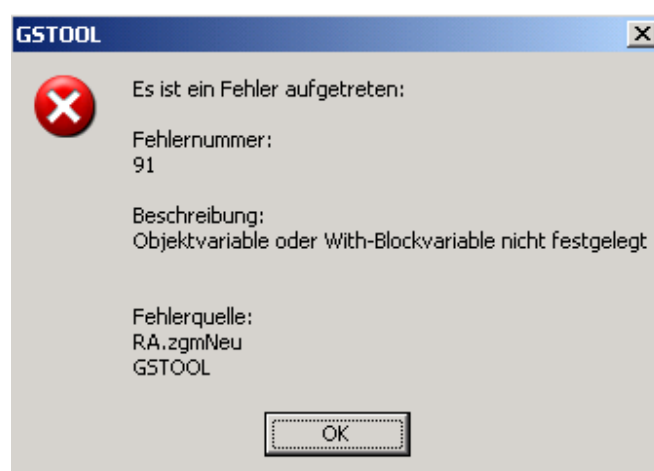 GSTOOL
Es ist ein Fehler aufgetreten:
Fehlernummer:
91
Beschreibung:
Objektvariable oder With-Blockvariable nicht festgelegt
Fehlerquelle:
RA.zgmNeu
GSTOOL
OK